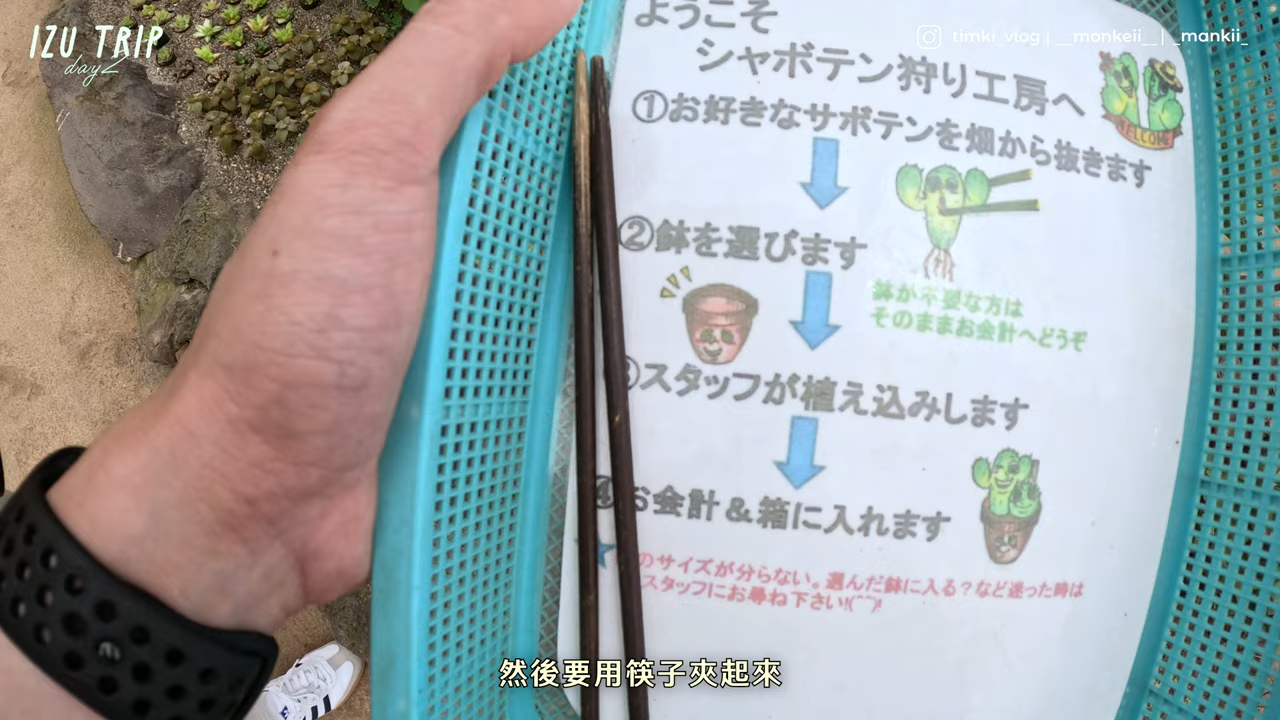 IZU TRIP
day2
timki_vlog | __monkeii__ | _mankii_
ようこそ
シャボテン狩り工房へ
WELCOME
①お好きなサボテンを畑から抜きます
②鉢を選びます
鉢が不要な方は
そのままお会計へどうぞ
③スタッフが植え込みします
④お会計&箱に入れます
のサイズが分らない。選んだ鉢に入る?など迷った時は
スタッフにお尋ね下さい!(^^)!
然後要用筷子夾起來